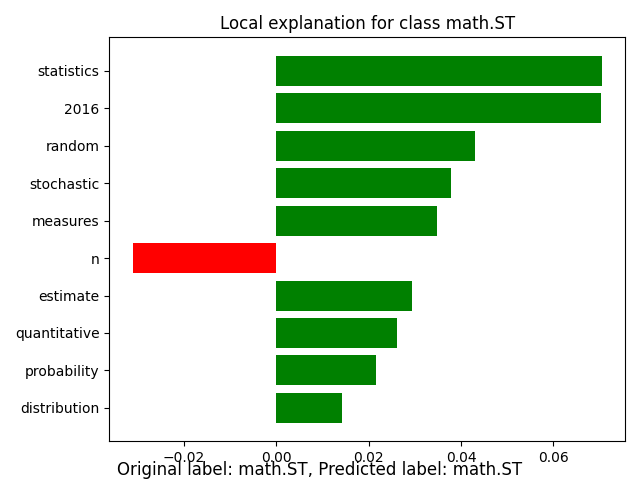 Local explanation for class math.ST
statistics
2016
random
stochastic
measures
n
estimate
quantitative
probability
distribution
−0.02 0.00 0.02 0.04 0.06
Original label: math.ST, Predicted label: math.ST